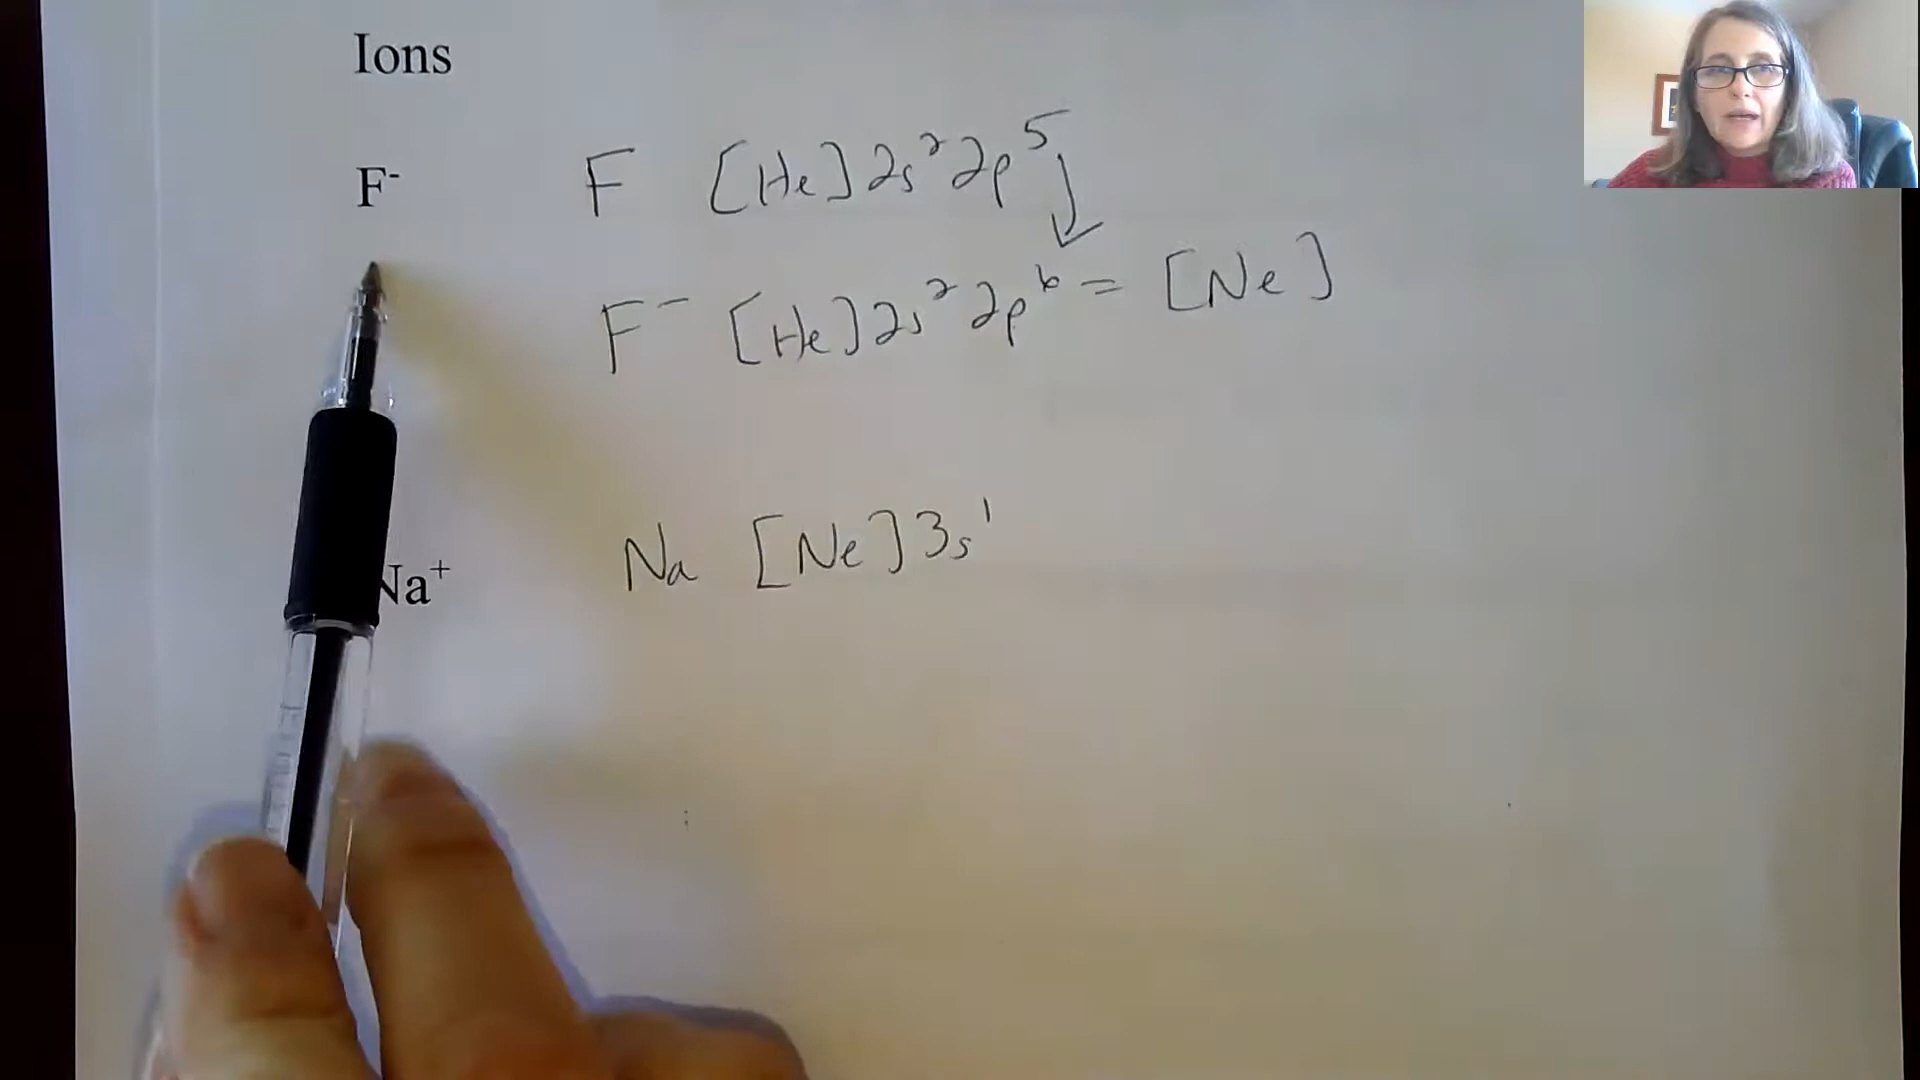 Ions
F⁻ F [He]2s²2p⁵
F⁻ [He]2s²2p⁶ = [Ne]
Na⁺ Na [Ne]3s¹